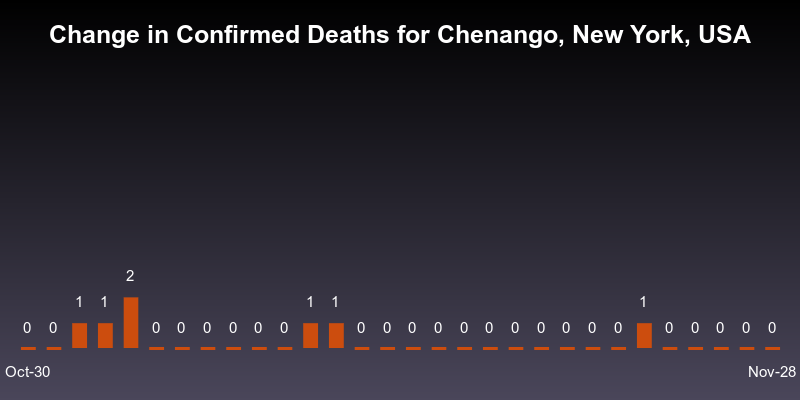 Change in Confirmed Deaths for Chenango, New York, USA
2
1 1 1 1 1
0 0 0 0 0 0 0 0 0 0 0 0 0 0 0 0 0 0 0 0 0 0 0 0
Oct-30 Nov-28